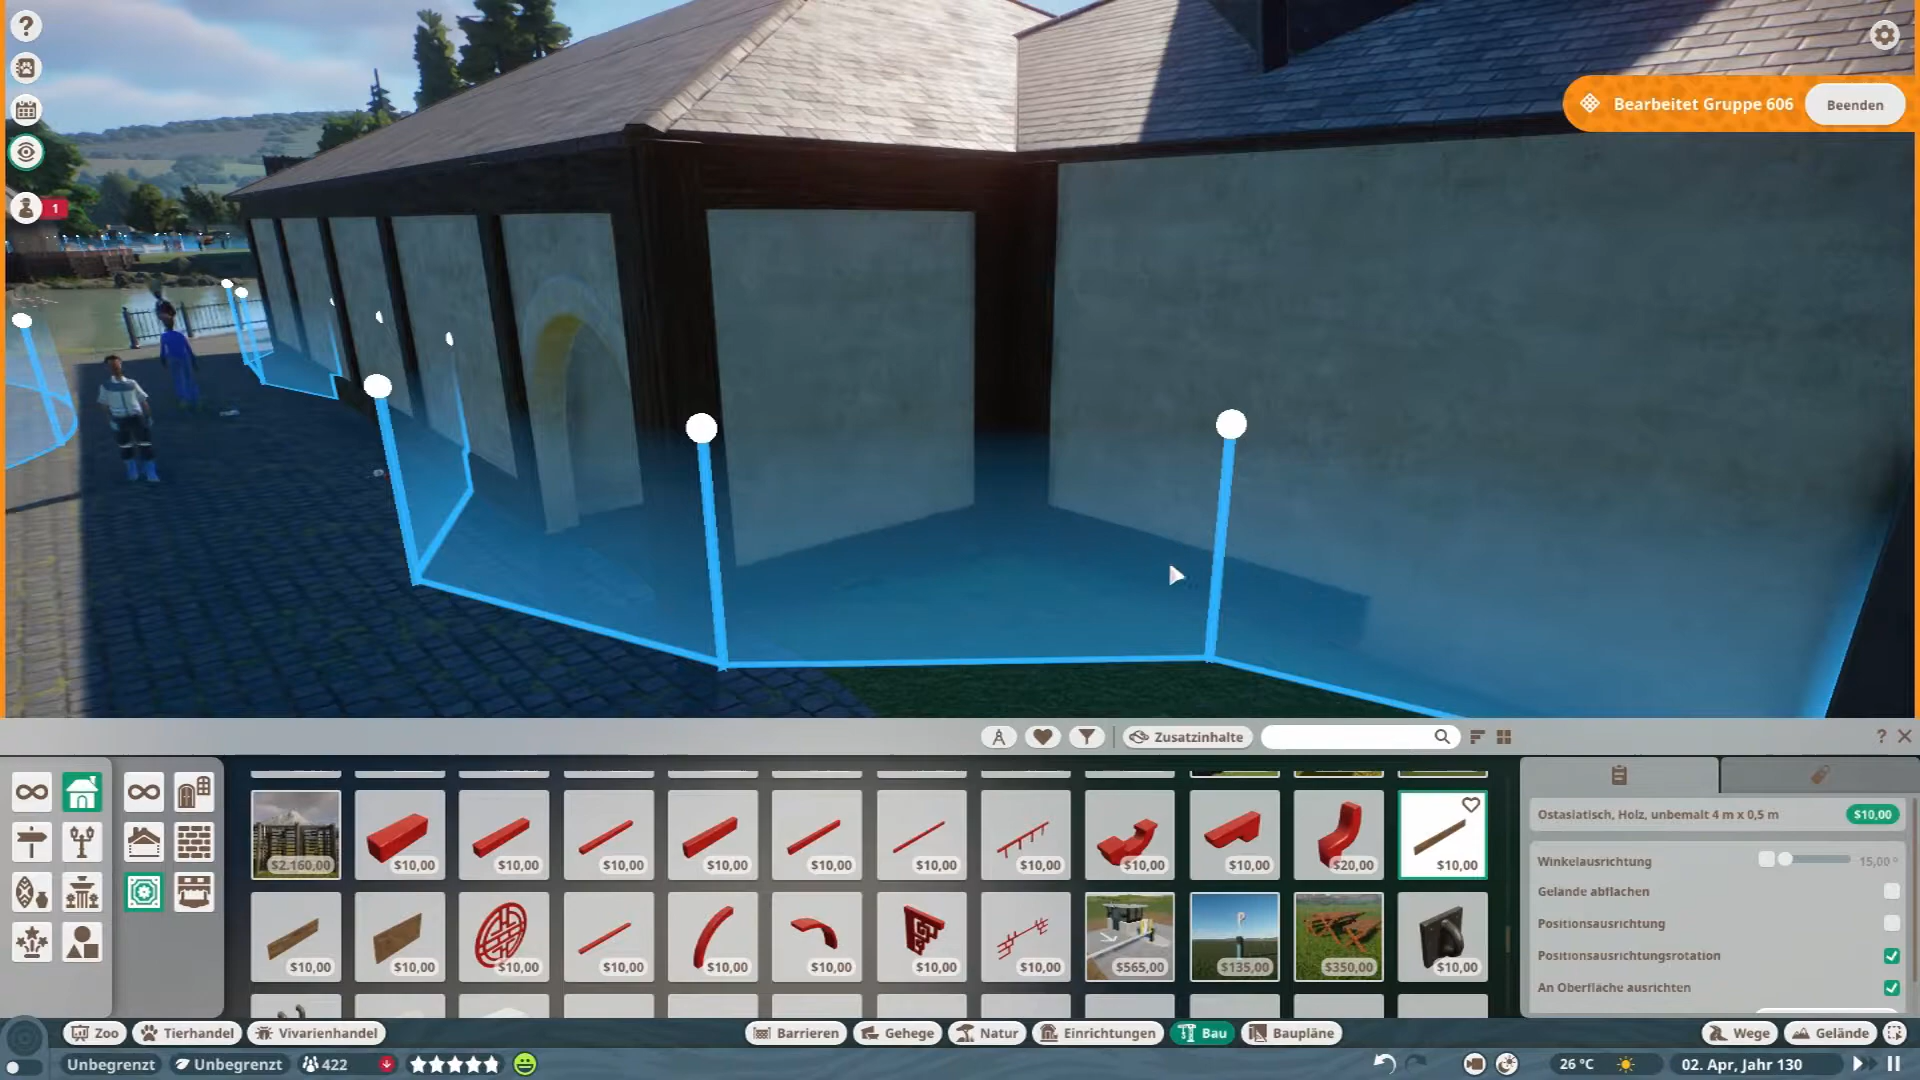 ?
Bearbeitet Gruppe 606
Beenden
1
Zusatzinhalte
? 
$2.160,00
$10,00
$10,00
$10,00
$10,00
$10,00
$10,00
$10,00
$10,00
$10,00
$20,00
$10,00
$10,00
$10,00
$10,00
$10,00
$10,00
$10,00
$10,00
$10,00
$565,00
$135,00
$350,00
$10,00
Ostasiatisch, Holz, unbemalt 4 m x 0,5 m
$10,00
Winkelausrichtung
15,00 °
Gelände abflachen
Positionsausrichtung
Positionsausrichtungsrotation
An Oberfläche ausrichten
Zoo
Tierhandel
Vivarienhandel
Barrieren
Gehege
Natur
Einrichtungen
Bau
Baupläne
Wege
Gelände
Unbegrenzt
Unbegrenzt
422
26 °C
02. Apr, Jahr 130